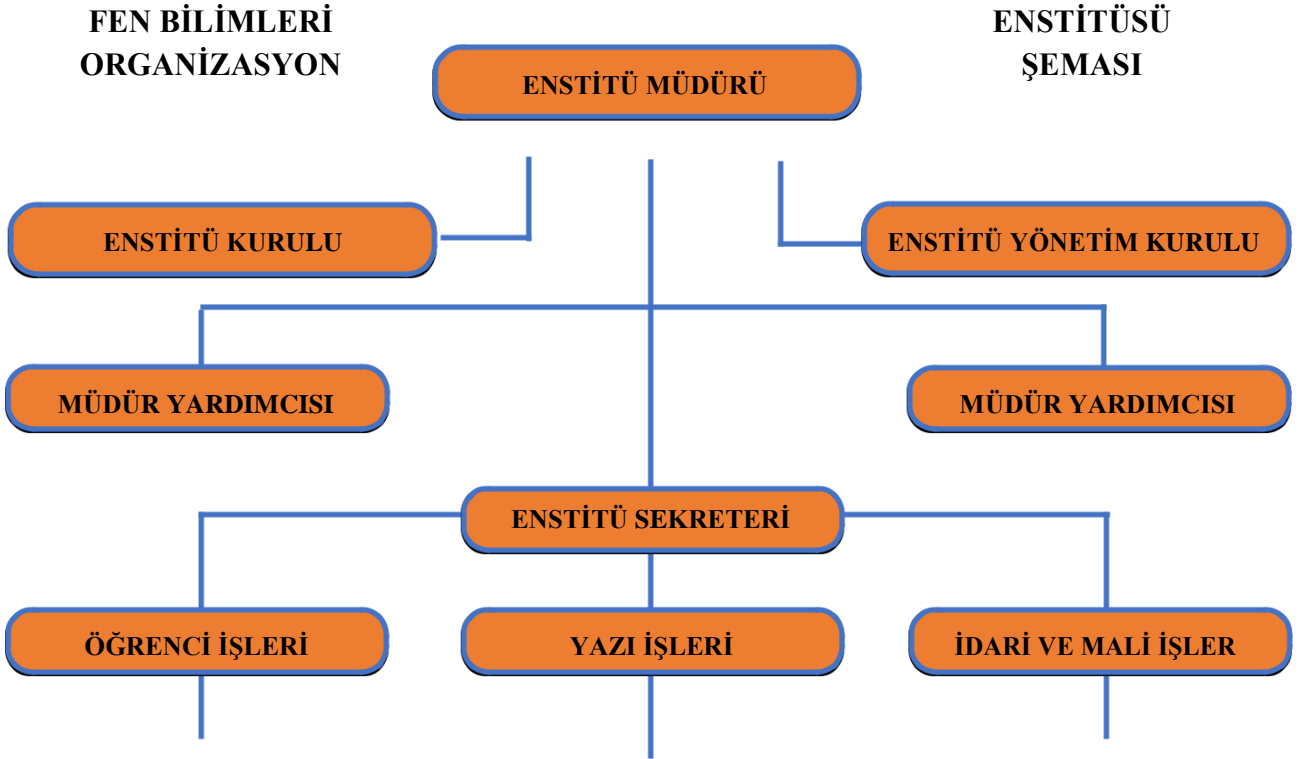 FEN BİLİMLERİ ENSTİTÜSÜ
ORGANİZASYON ŞEMASI
ENSTİTÜ MÜDÜRÜ
ENSTİTÜ KURULU
ENSTİTÜ YÖNETİM KURULU
MÜDÜR YARDIMCISI
MÜDÜR YARDIMCISI
ENSTİTÜ SEKRETERİ
ÖĞRENCİ İŞLERİ
YAZI İŞLERİ
İDARİ VE MALİ İŞLER